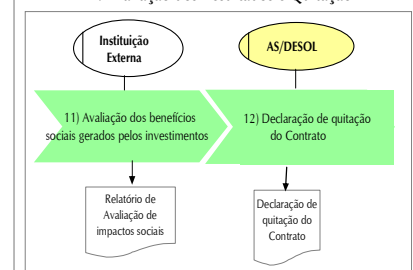 Instituição
Externa
AS/DESOL
11) Avaliação dos benefícios
sociais gerados pelos investimentos
12) Declaração de quitação
do Contrato
Relatório de
Avaliação de
impactos sociais
Declaração de
quitação do
Contrato